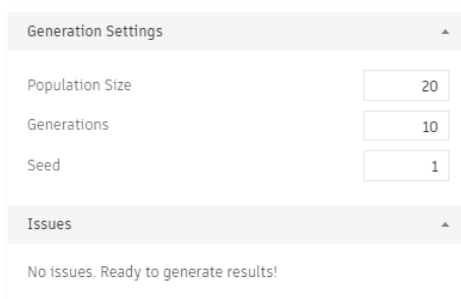 Generation Settings
Population Size 20
Generations 10
Seed 1
Issues
No issues. Ready to generate results!